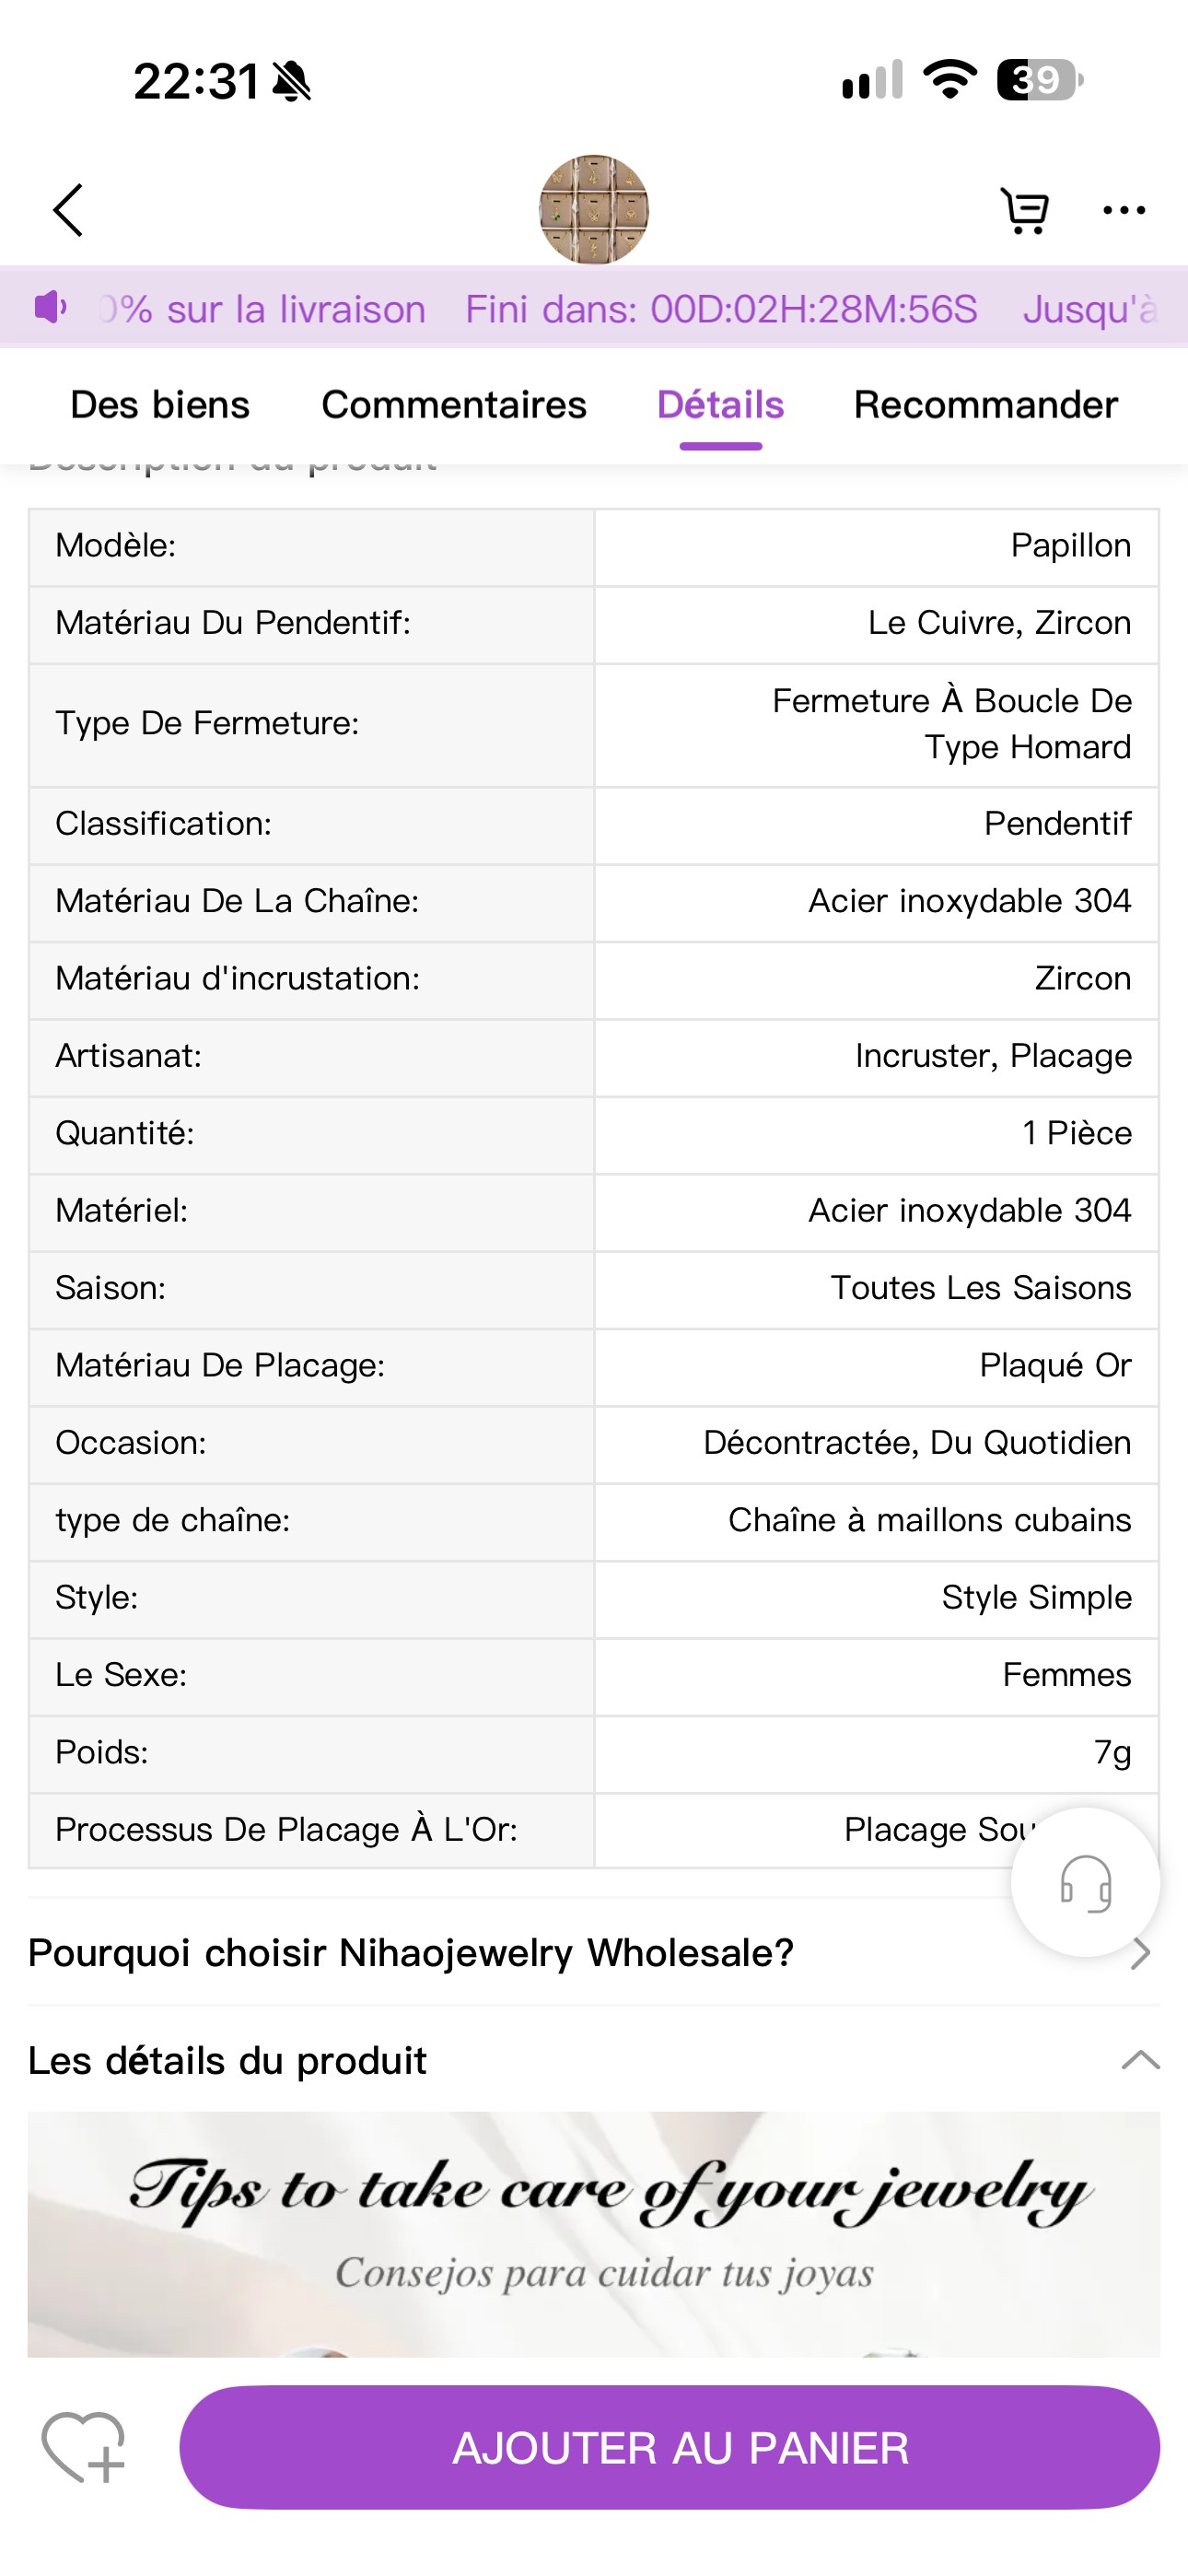 22:31
39
% sur la livraison Fini dans: 00D:02H:28M:56S Jusqu'à
Des biens Commentaires Détails Recommander
Description du produit
Modèle: Papillon
Matériau Du Pendentif: Le Cuivre, Zircon
Type De Fermeture: Fermeture À Boucle De
Type Homard
Classification: Pendentif
Matériau De La Chaîne: Acier inoxydable 304
Matériau d'incrustation: Zircon
Artisanat: Incruster, Placage
Quantité: 1 Pièce
Matériel: Acier inoxydable 304
Saison: Toutes Les Saisons
Matériau De Placage: Plaqué Or
Occasion: Décontractée, Du Quotidien
type de chaîne: Chaîne à maillons cubains
Style: Style Simple
Le Sexe: Femmes
Poids: 7g
Processus De Placage À L'Or: Placage
Pourquoi choisir Nihaojewelry Wholesale?
Les détails du produit
Tips to take care of your jewelry
Consejos para cuidar tus joyas
AJOUTER AU PANIER